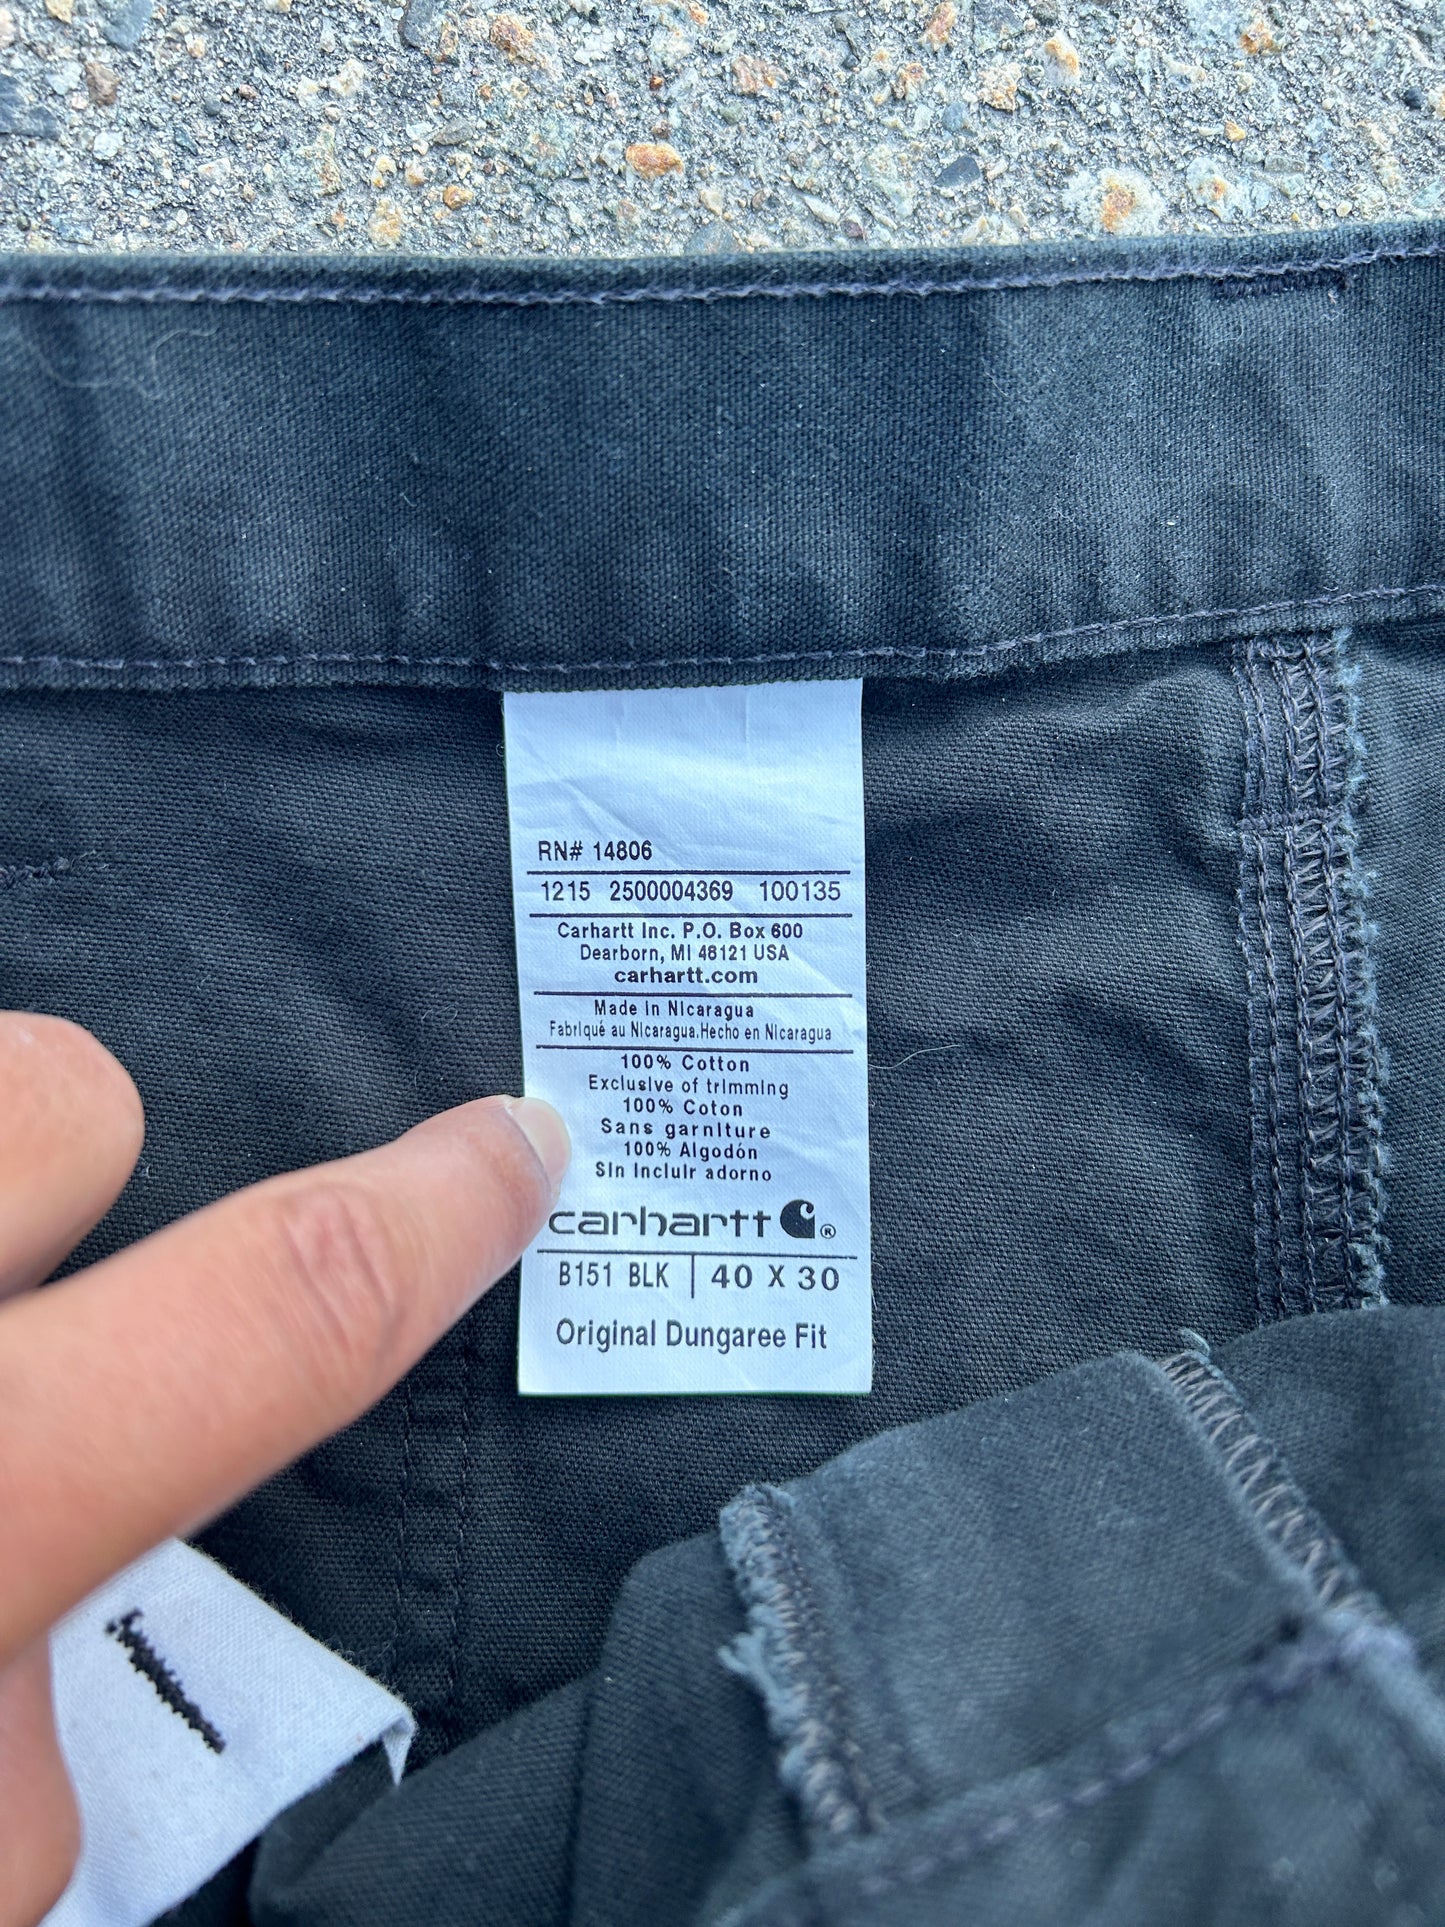 RN# 14806
1215 2500004369 100135
Carhartt Inc. P.O. Box 600
Dearborn, MI 48121 USA
carhartt.com
Made in Nicaragua
Fabriqué au Nicaragua.Hecho en Nicaragua
100% Cotton
Exclusive of trimming
100% Coton
Sans garniture
100% Algodón
Sin incluir adorno
carhartt ®
B151 BLK | 40 X 30
Original Dungaree Fit